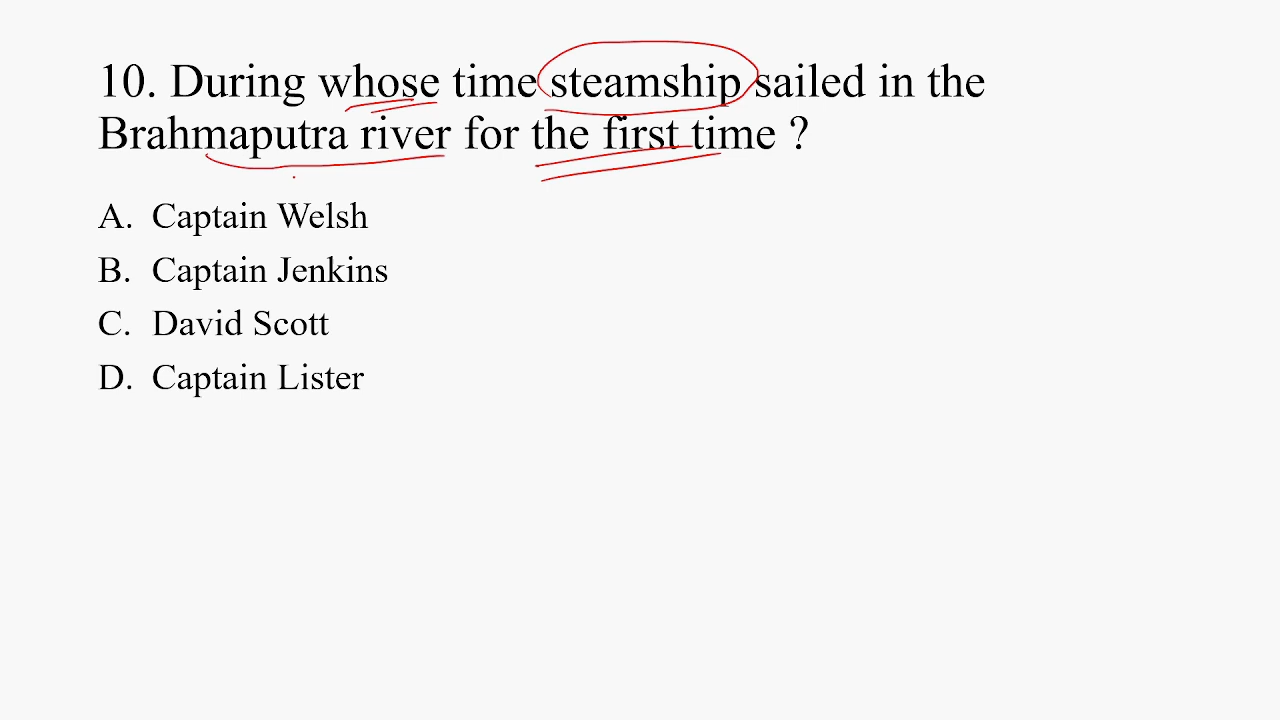 10. During whose time steamship sailed in the
Brahmaputra river for the first time ?
A. Captain Welsh
B. Captain Jenkins
C. David Scott
D. Captain Lister